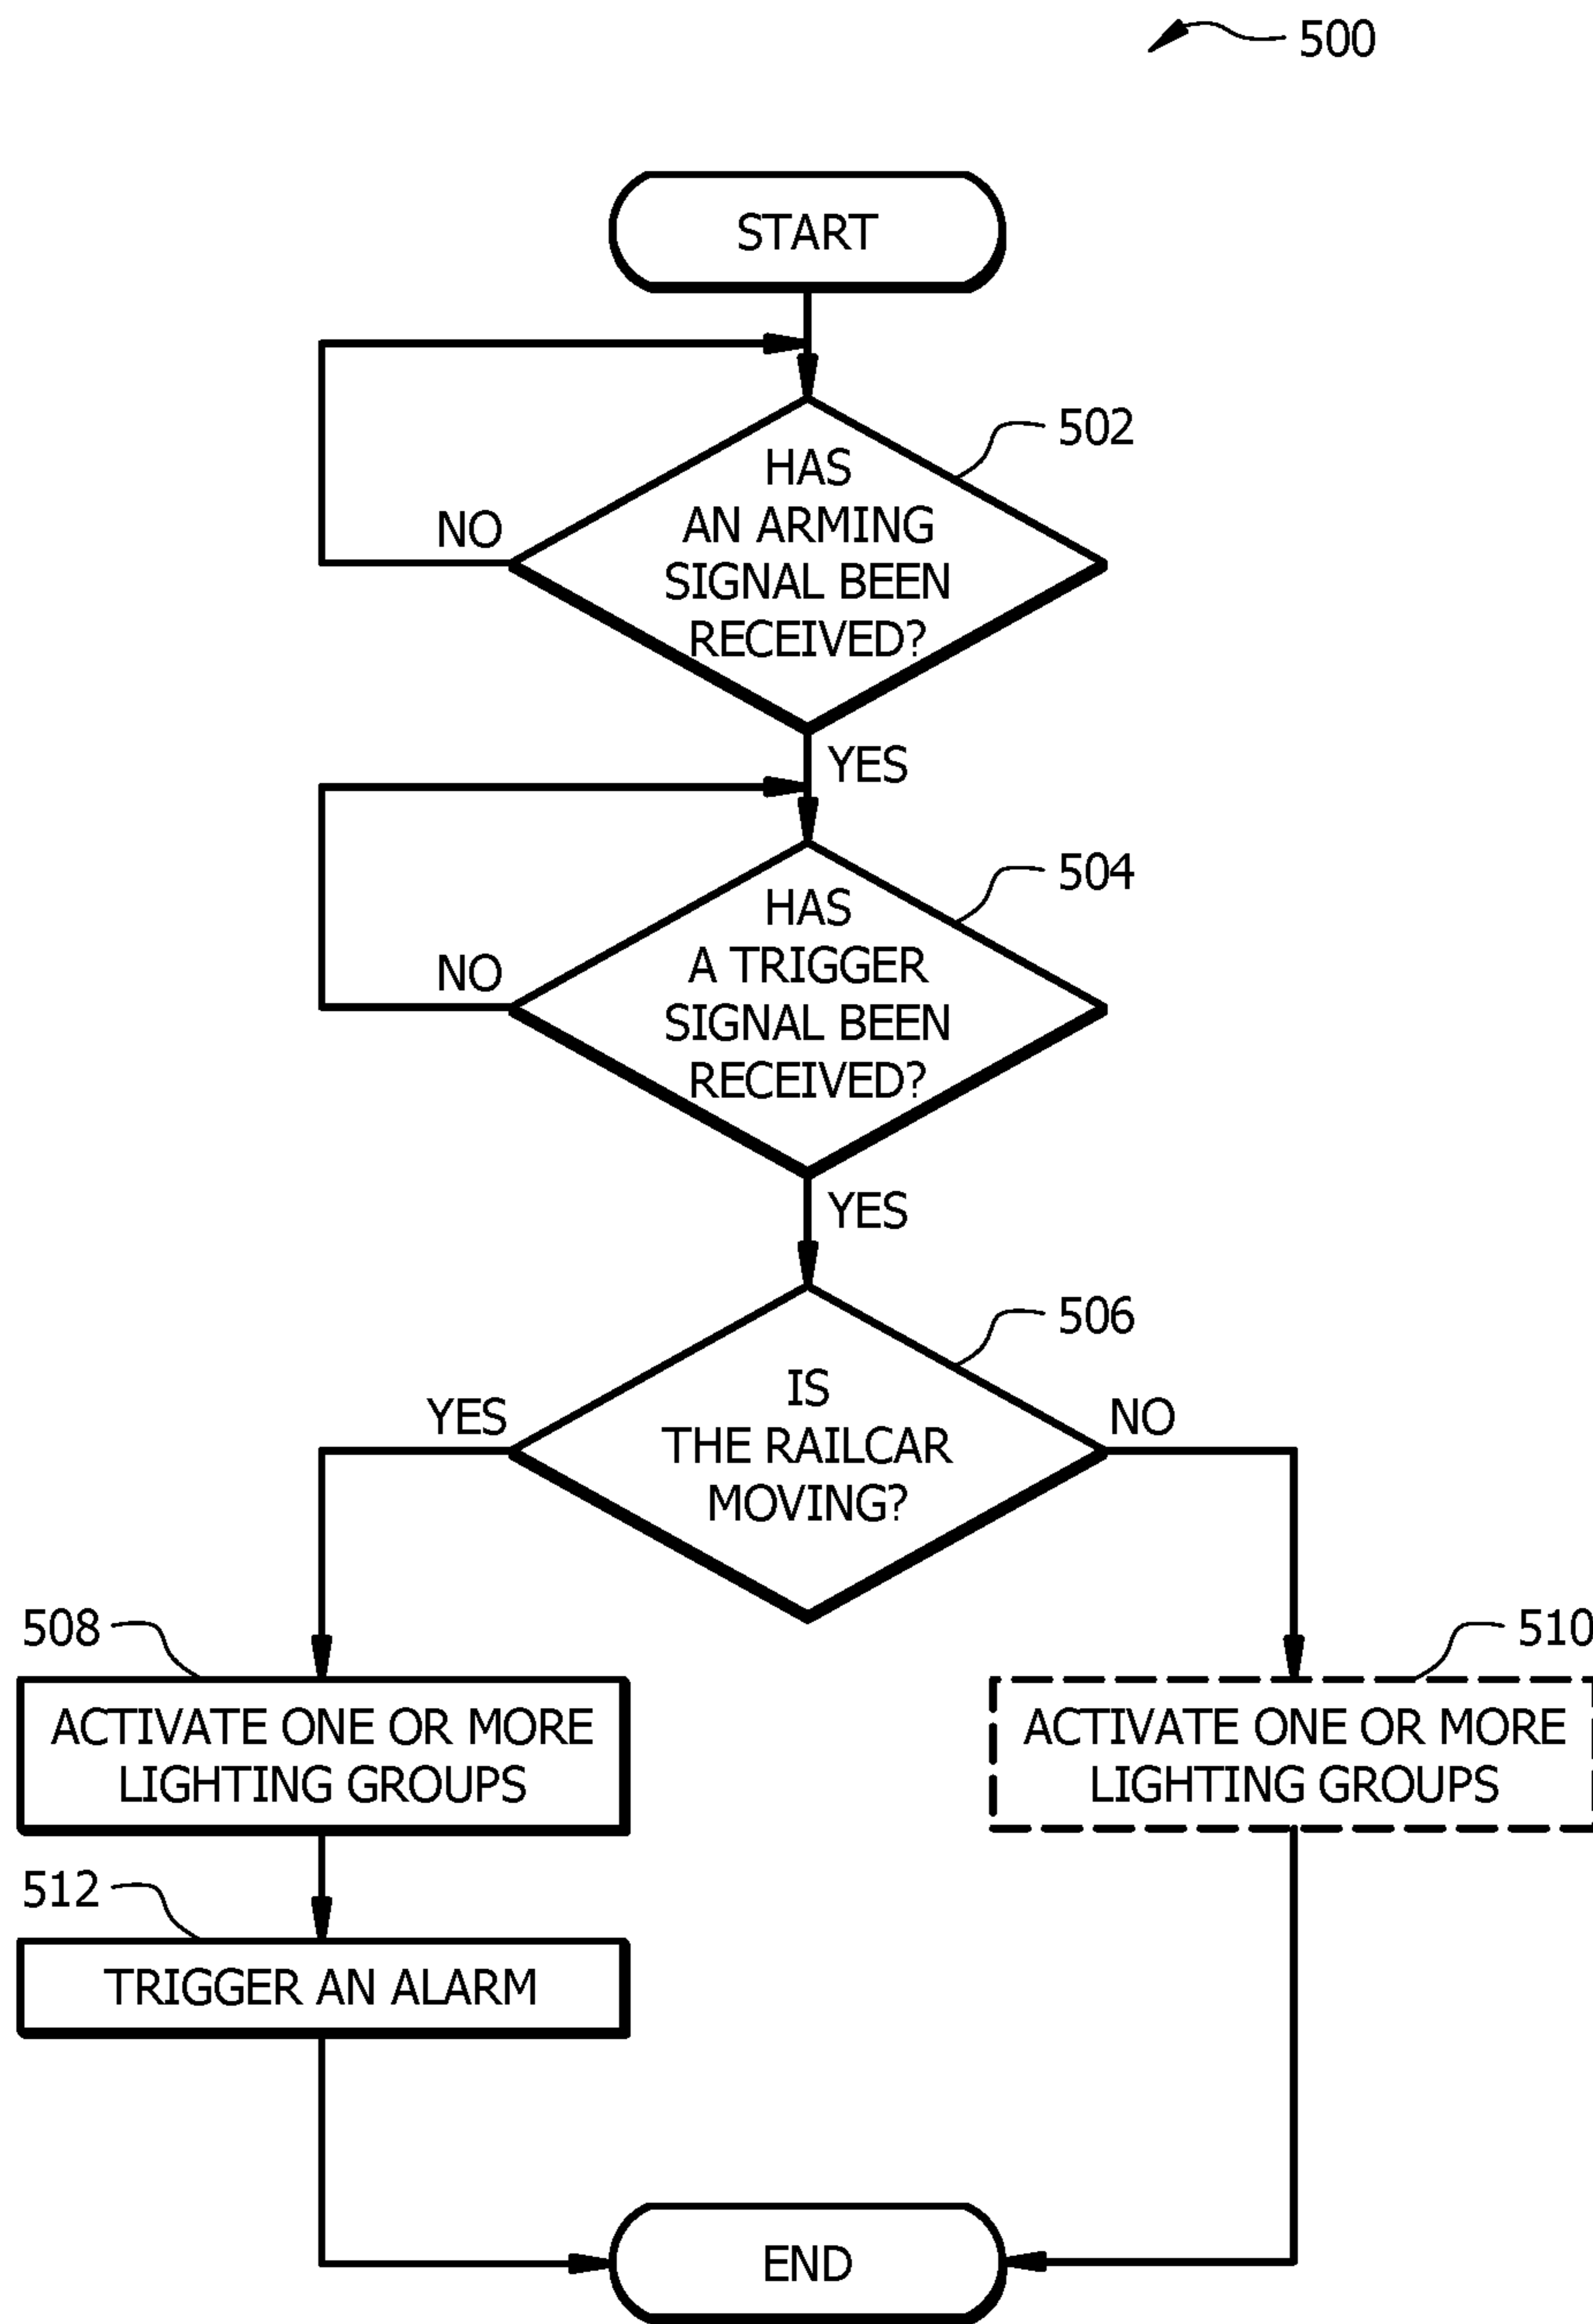 500
START
502
HAS
AN ARMING
SIGNAL BEEN
RECEIVED?
NO
YES
504
HAS
A TRIGGER
SIGNAL BEEN
RECEIVED?
NO
YES
506
IS
THE RAILCAR
MOVING?
YES
NO
508
ACTIVATE ONE OR MORE
LIGHTING GROUPS
510
ACTIVATE ONE OR MORE
LIGHTING GROUPS
512
TRIGGER AN ALARM
END